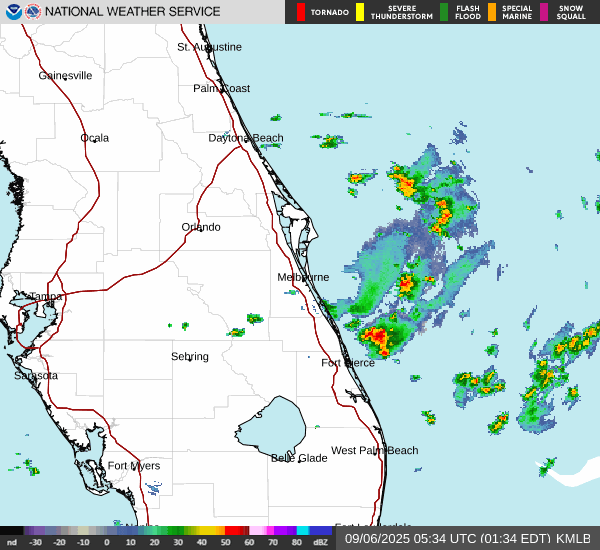 NATIONAL WEATHER SERVICE
TORNADO
SEVERE THUNDERSTORM
FLASH FLOOD
SPECIAL MARINE
SNOW SQUALL
St. Augustine
Gainesville
Palm Coast
Ocala
Daytona Beach
Orlando
Melbourne
Tampa
Sebring
Fort Pierce
Sarasota
West Palm Beach
Belle Glade
Fort Myers
Fort Lauderdale
nd -30 -20 -10 0 10 20 30 40 50 60 70 80 dBZ
09/06/2025 05:34 UTC (01:34 EDT) KMLB